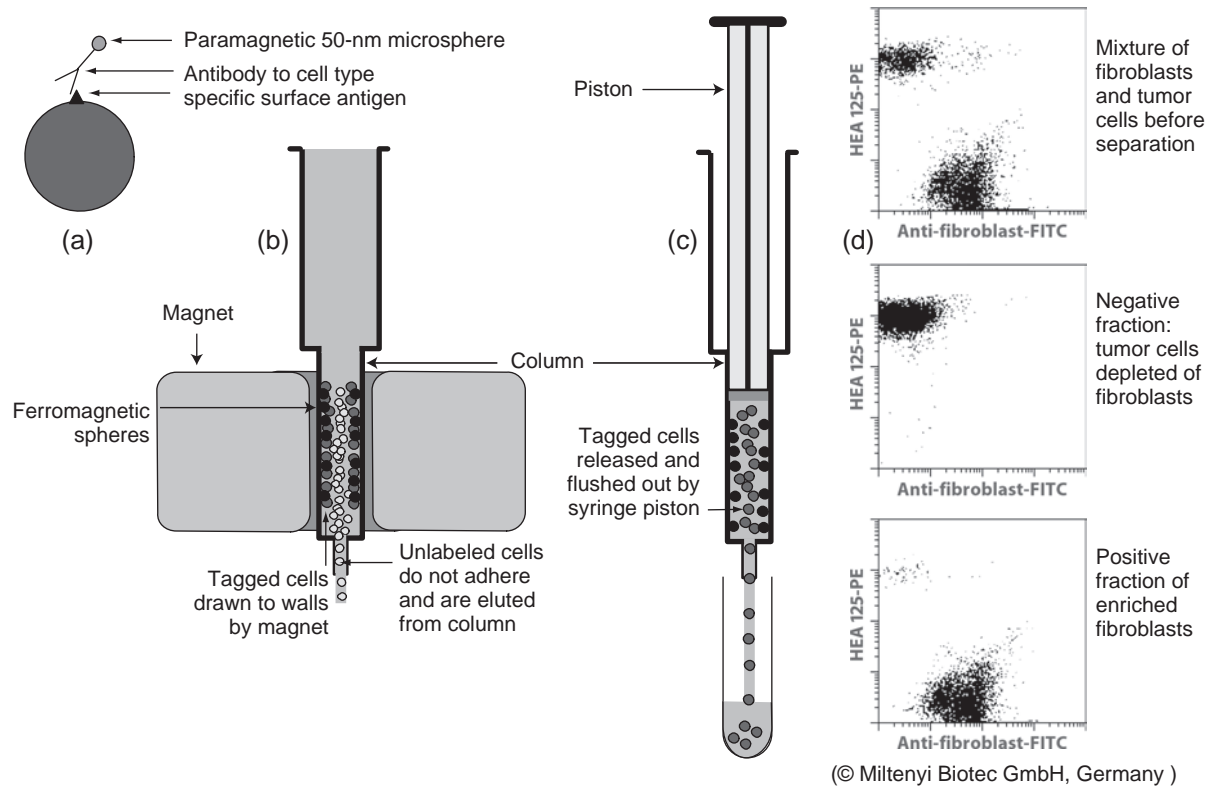 Paramagnetic 50-nm microsphere
Antibody to cell type
specific surface antigen
(a)
(b)
Magnet
Ferromagnetic
spheres
Column
Tagged cells
drawn to walls
by magnet
Unlabeled cells
do not adhere
and are eluted
from column
Piston
(c)
Tagged cells
released and
flushed out by
syringe piston
(d)
HEA 125-PE
Anti-fibroblast-FITC
Mixture of
fibroblasts
and tumor
cells before
separation
HEA 125-PE
Anti-fibroblast-FITC
Negative
fraction:
tumor cells
depleted of
fibroblasts
HEA 125-PE
Anti-fibroblast-FITC
Positive
fraction of
enriched
fibroblasts
(© Miltenyi Biotec GmbH, Germany )